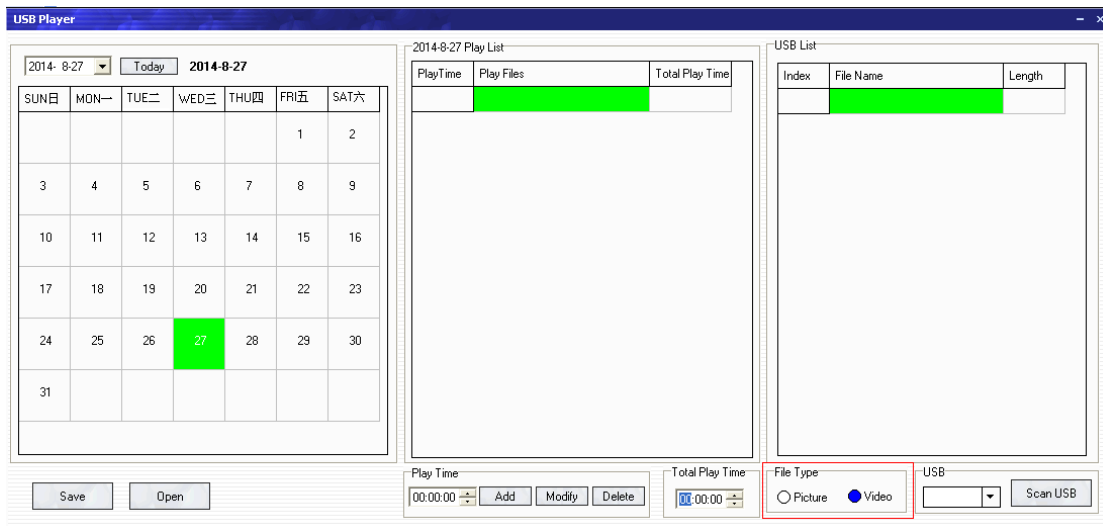 USB Player
2014- 8-27 Today 2014-8-27
SUN日 MON一 TUE二 WED三 THU四 FRI五 SAT六
1 2
3 4 5 6 7 8 9
10 11 12 13 14 15 16
17 18 19 20 21 22 23
24 25 26 27 28 29 30
31
Save Open
2014-8-27 Play List
PlayTime Play Files Total Play Time
Play Time
00:00:00 Add Modify Delete
Total Play Time
00:00:00
USB List
Index File Name Length
File Type
Picture Video
USB
Scan USB